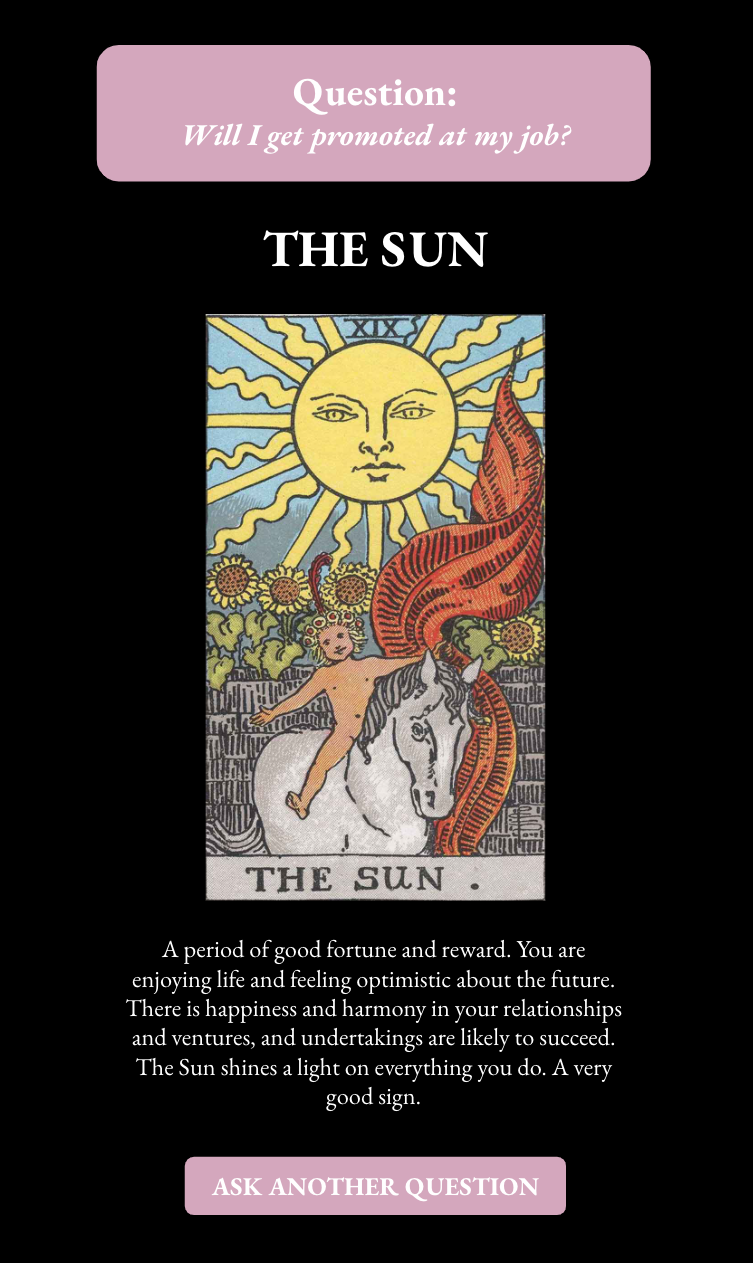 Question:
Will I get promoted at my job?
THE SUN
XIX
THE SUN .
A period of good fortune and reward. You are
enjoying life and feeling optimistic about the future.
There is happiness and harmony in your relationships
and ventures, and undertakings are likely to succeed.
The Sun shines a light on everything you do. A very
good sign.
ASK ANOTHER QUESTION